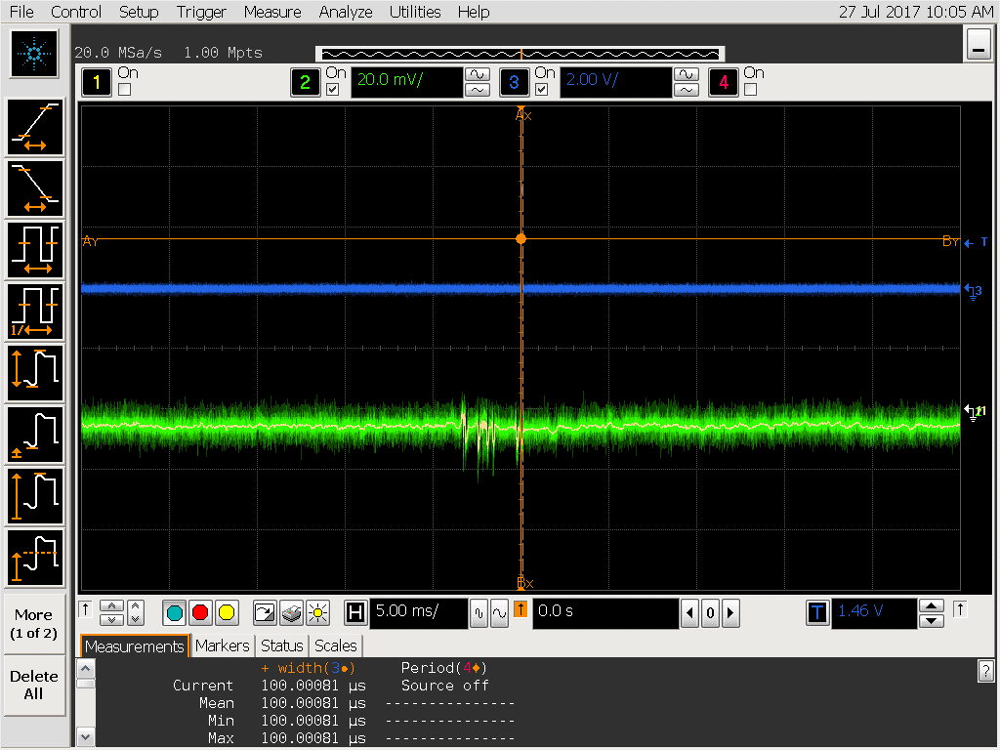 File Control Setup Trigger Measure Analyze Utilities Help 27 Jul 2017 10:05 AM
20.0 MSa/s 1.00 Mpts
1 On 2 On 20.0 mV/ 3 On 2.00 V/ 4 On
Ax
AY BY T
3
1/
Bx
H 5.00 ms/ 0.0 s 0 T 1.46 V
More
(1 of 2)
Delete
All
Measurements Markers Status Scales
+ width(3) Period(4) ?
Current 100.00081 µs Source off
Mean 100.00081 µs ---------------
Min 100.00081 µs ---------------
Max 100.00081 µs ---------------